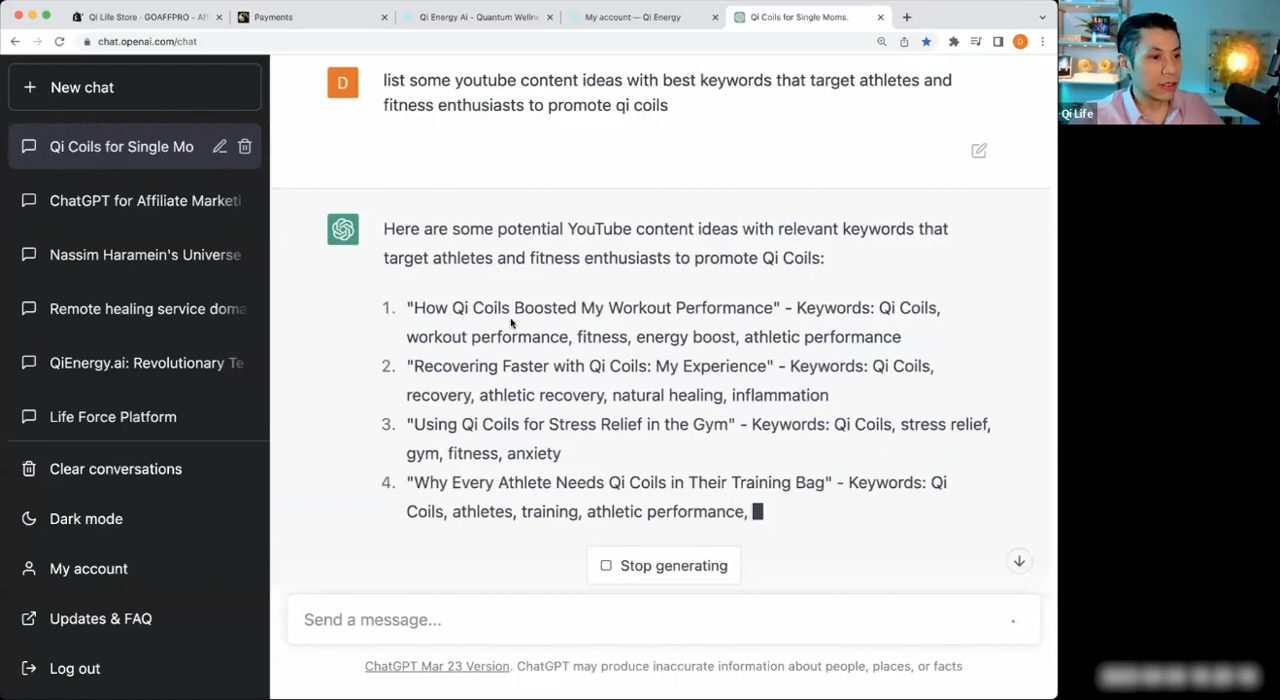 Qi Life Store - GOAFFPRO - Af
Payments
Qi Energy Ai - Quantum Wellne
My account — Qi Energy
Qi Coils for Single Moms.
chat.openai.com/chat
D
New chat
Qi Coils for Single Mo
ChatGPT for Affiliate Marketi
Nassim Haramein's Universe
Remote healing service doma
QiEnergy.ai: Revolutionary Te
Life Force Platform
Clear conversations
Dark mode
My account
Updates & FAQ
Log out
D
list some youtube content ideas with best keywords that target athletes and
fitness enthusiasts to promote qi coils
Here are some potential YouTube content ideas with relevant keywords that
target athletes and fitness enthusiasts to promote Qi Coils:
1. "How Qi Coils Boosted My Workout Performance" - Keywords: Qi Coils,
workout performance, fitness, energy boost, athletic performance
2. "Recovering Faster with Qi Coils: My Experience" - Keywords: Qi Coils,
recovery, athletic recovery, natural healing, inflammation
3. "Using Qi Coils for Stress Relief in the Gym" - Keywords: Qi Coils, stress relief,
gym, fitness, anxiety
4. "Why Every Athlete Needs Qi Coils in Their Training Bag" - Keywords: Qi
Coils, athletes, training, athletic performance,
Stop generating
Send a message...
ChatGPT Mar 23 Version. ChatGPT may produce inaccurate information about people, places, or facts
Qi Life